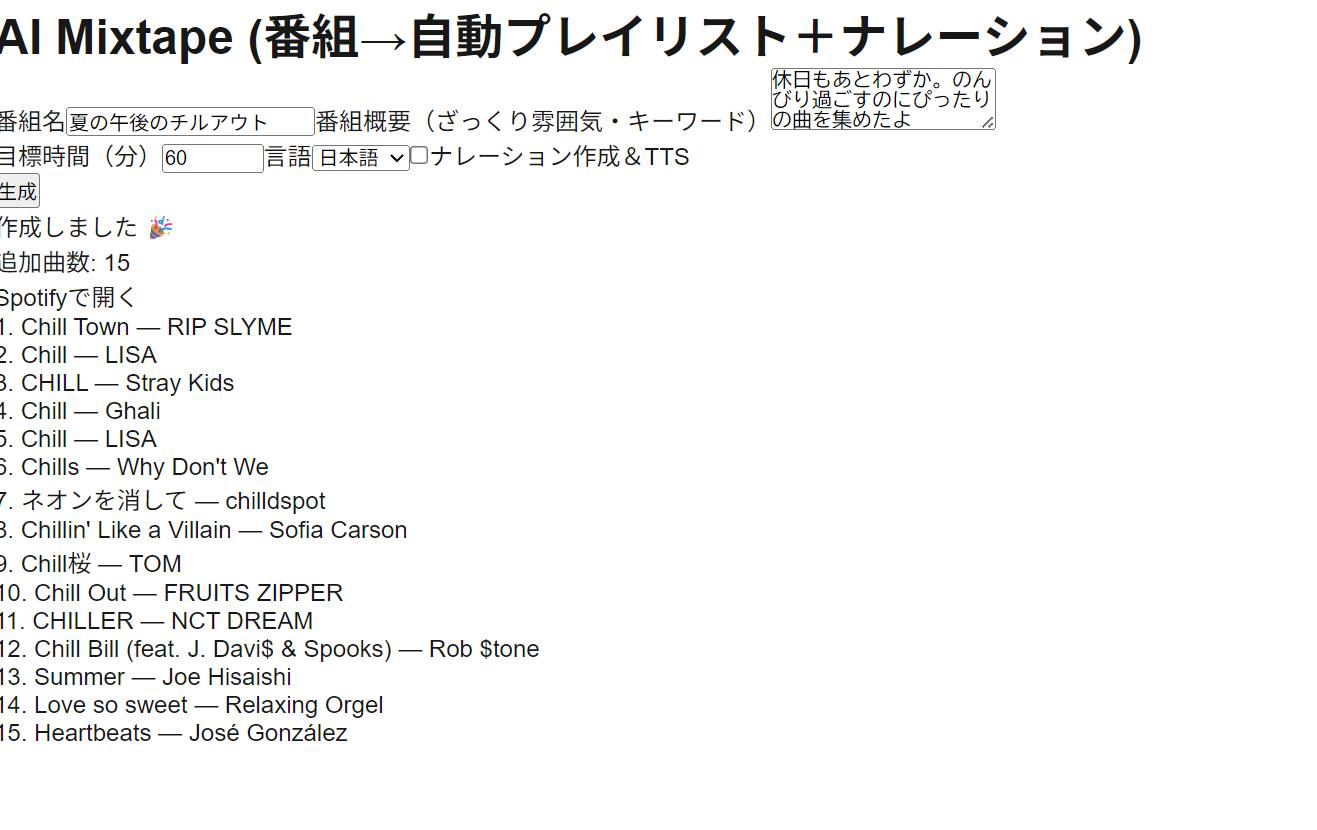 AI Mixtape (番組→自動プレイリスト＋ナレーション)
番組名 夏の午後のチルアウト 番組概要（ざっくり雰囲気・キーワード） 休日もあとわずか。のん
びり過ごすのにぴったり
の曲を集めたよ
目標時間（分） 60 言語 日本語 ナレーション作成＆TTS
生成
作成しました 🎉
追加曲数: 15
Spotifyで開く
1. Chill Town — RIP SLYME
2. Chill — LISA
3. CHILL — Stray Kids
4. Chill — Ghali
5. Chill — LISA
6. Chills — Why Don't We
7. ネオンを消して — chilldspot
8. Chillin' Like a Villain — Sofia Carson
9. Chill桜 — TOM
10. Chill Out — FRUITS ZIPPER
11. CHILLER — NCT DREAM
12. Chill Bill (feat. J. Davi$ & Spooks) — Rob $tone
13. Summer — Joe Hisaishi
14. Love so sweet — Relaxing Orgel
15. Heartbeats — José González